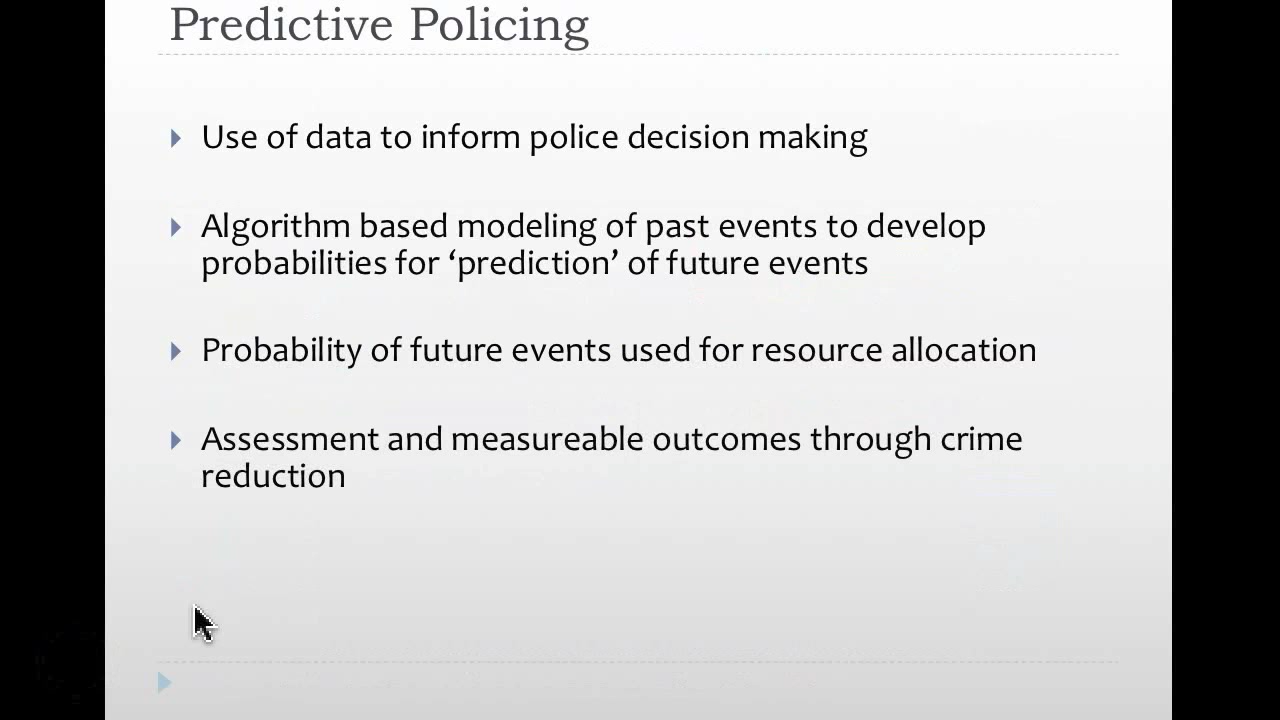 Predictive Policing
Use of data to inform police decision making
Algorithm based modeling of past events to develop
probabilities for ‘prediction’ of future events
Probability of future events used for resource allocation
Assessment and measureable outcomes through crime
reduction